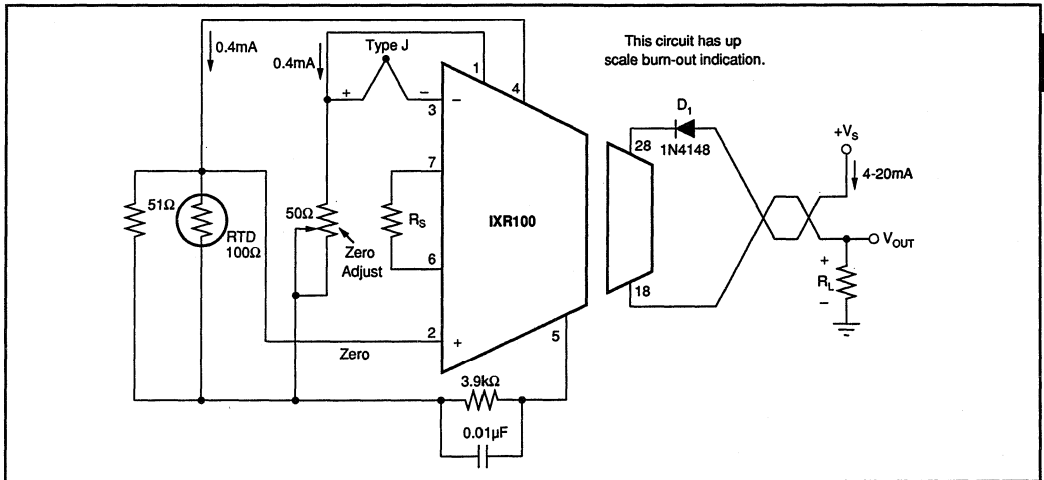 This circuit has up
scale burn-out indication.
0.4mA
0.4mA
Type J
1
4
+
−
3
−
D1
1N4148
28
+VS
4-20mA
7
51Ω
RTD
100Ω
50Ω
Zero
Adjust
RS
IXR100
6
VOUT
+
RL
−
18
2
+
Zero
5
3.9kΩ
0.01µF